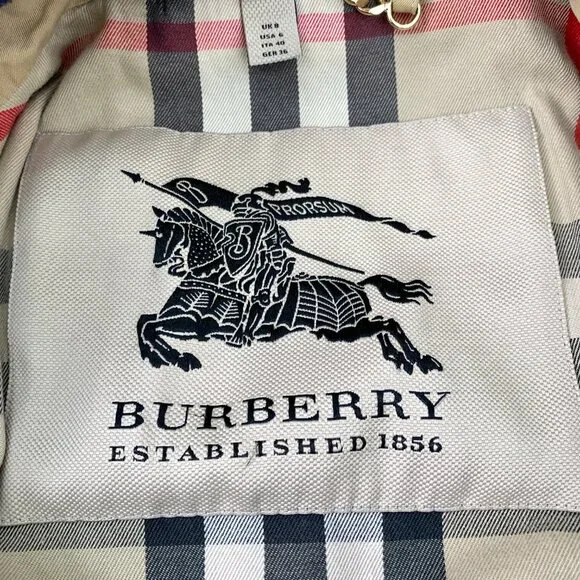 UK 8
USA 6
ITA 40
GER 36
B PRORSUM
B
BURBERRY
ESTABLISHED 1856